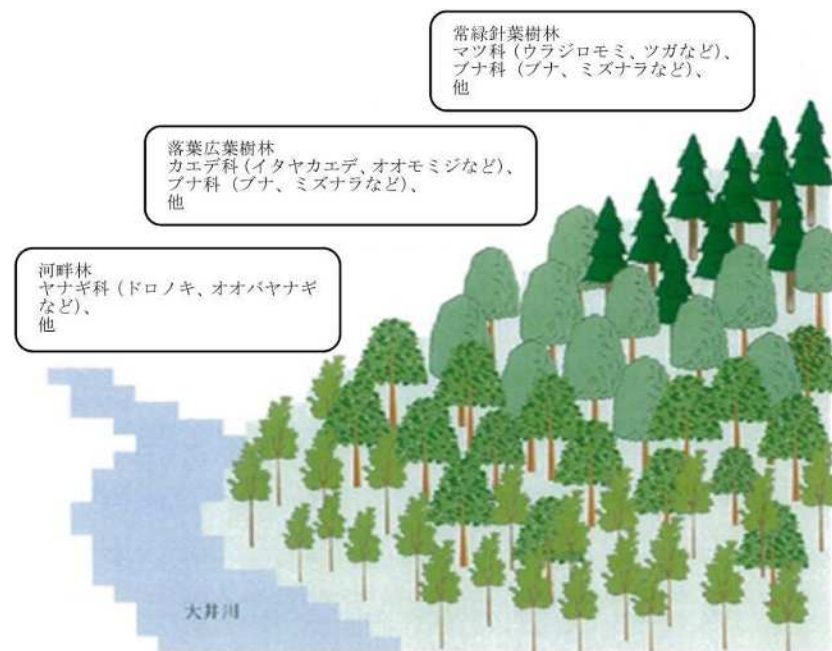 常緑針葉樹林
マツ科（ウラジロモミ、ツガなど）、
ブナ科（ブナ、ミズナラなど）、
他
落葉広葉樹林
カエデ科（イタヤカエデ、オオモミジなど）、
ブナ科（ブナ、ミズナラなど）、
他
河畔林
ヤナギ科（ドロノキ、オオバヤナギ
など）、
他
大井川